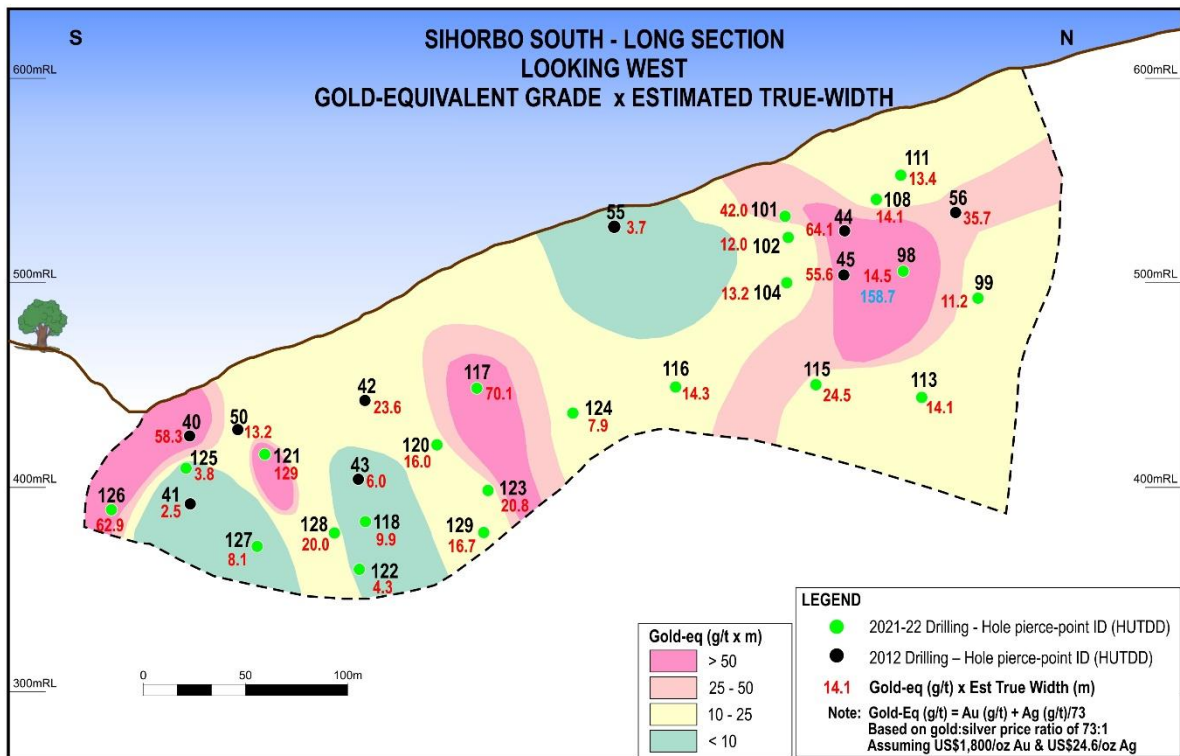 S
N
SIHORBO SOUTH - LONG SECTION
LOOKING WEST
GOLD-EQUIVALENT GRADE x ESTIMATED TRUE-WIDTH
600mRL
600mRL
111
13.4
108
14.1
56
35.7
55
3.7
42.0 101
44
64.1
12.0 102
45
55.6
98
14.5
158.7
500mRL
500mRL
13.2 104
99
11.2
117
70.1
116
14.3
115
24.5
113
14.1
42
23.6
124
7.9
40
58.3
50
13.2
120
16.0
121
129
43
6.0
125
3.8
400mRL
400mRL
41
2.5
126
62.9
123
20.8
118
9.9
128
20.0
129
16.7
127
8.1
122
4.3
300mRL
300mRL
0 50 100m
Gold-eq (g/t x m)
> 50
25 - 50
10 - 25
< 10
LEGEND
2021-22 Drilling - Hole pierce-point ID (HUTDD)
2012 Drilling – Hole pierce-point ID (HUTDD)
14.1 Gold-eq (g/t) x Est True Width (m)
Note: Gold-Eq (g/t) = Au (g/t) + Ag (g/t)/73
Based on gold:silver price ratio of 73:1
Assuming US$1,800/oz Au & US$24.6/oz Ag